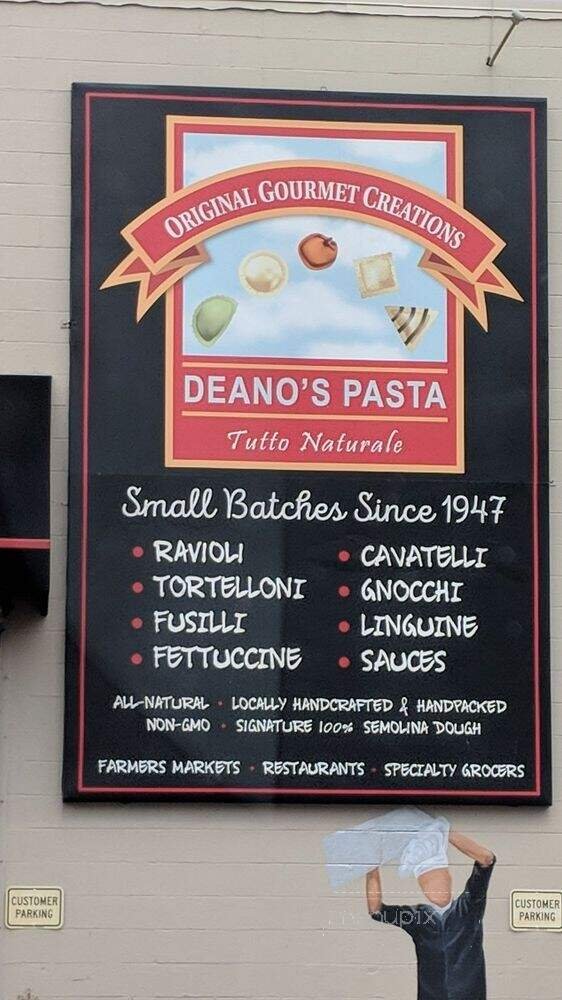 ORIGINAL GOURMET CREATIONS
DEANO'S PASTA
Tutto Naturale
Small Batches Since 1947
• RAVIOLI
• TORTELLONI
• FUSILLI
• FETTUCCINE
• CAVATELLI
• GNOCCHI
• LINGUINE
• SAUCES
ALL-NATURAL • LOCALLY HANDCRAFTED & HANDPACKED
NON-GMO • SIGNATURE 100% SEMOLINA DOUGH
FARMERS MARKETS • RESTAURANTS • SPECIALTY GROCERS
CUSTOMER
PARKING
CUSTOMER
PARKING